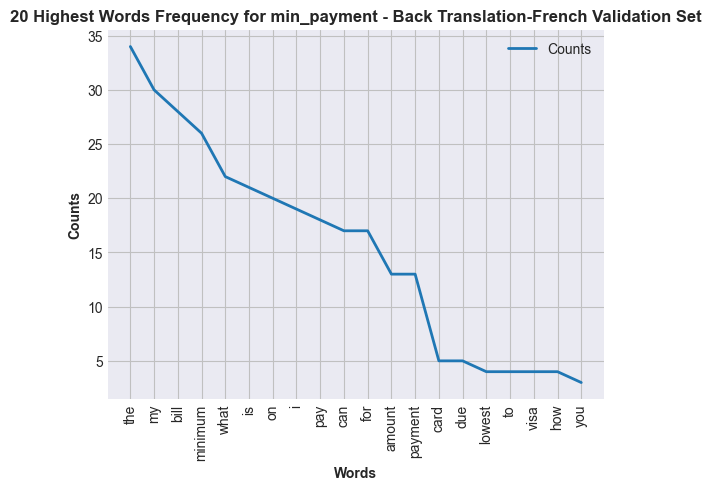 20 Highest Words Frequency for min_payment - Back Translation-French Validation Set
Counts
35
30
25
20
15
10
5
Counts
the
my
bill
minimum
what
is
on
i
pay
can
for
amount
payment
card
due
lowest
to
visa
how
you
Words